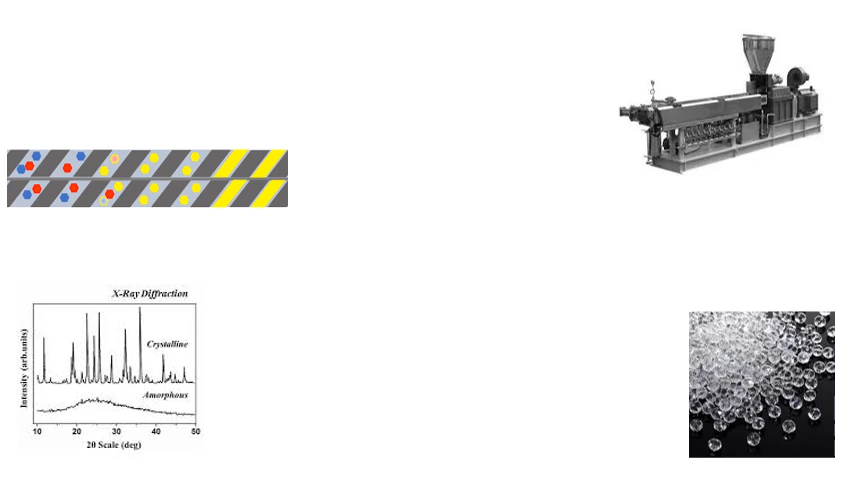 X-Ray Diffraction
Crystalline
Amorphous
Intensity (arb.units)
10 20 30 40 50
2θ Scale (deg)